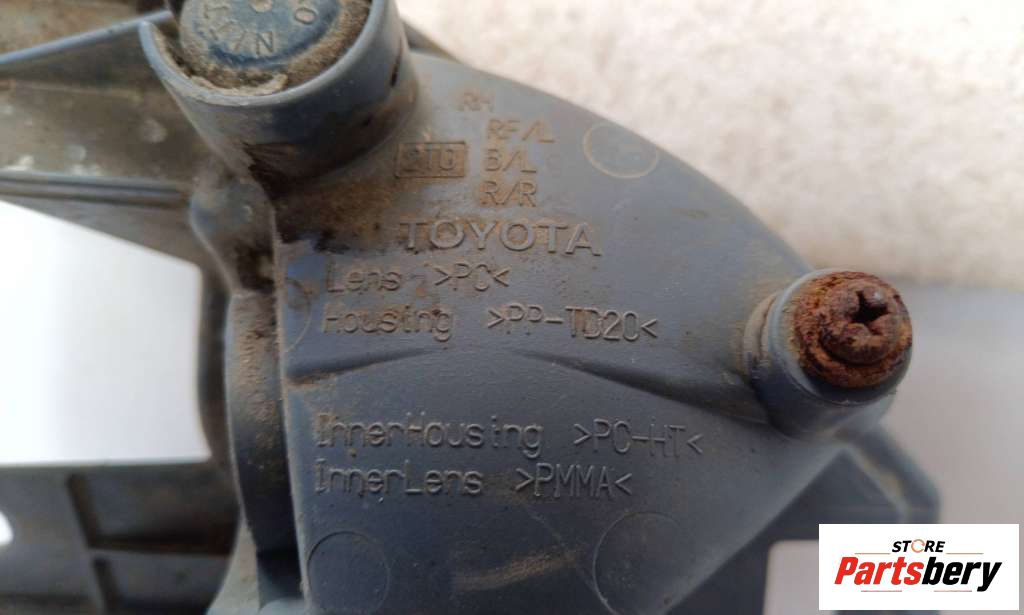 RH
RF/L
B/L
R/R
TOYOTA
Lens >PC<
Housing >PP-TD20<
InnerHousing >PC-HT<
InnerLens >PMMA<
STORE
Partsbery